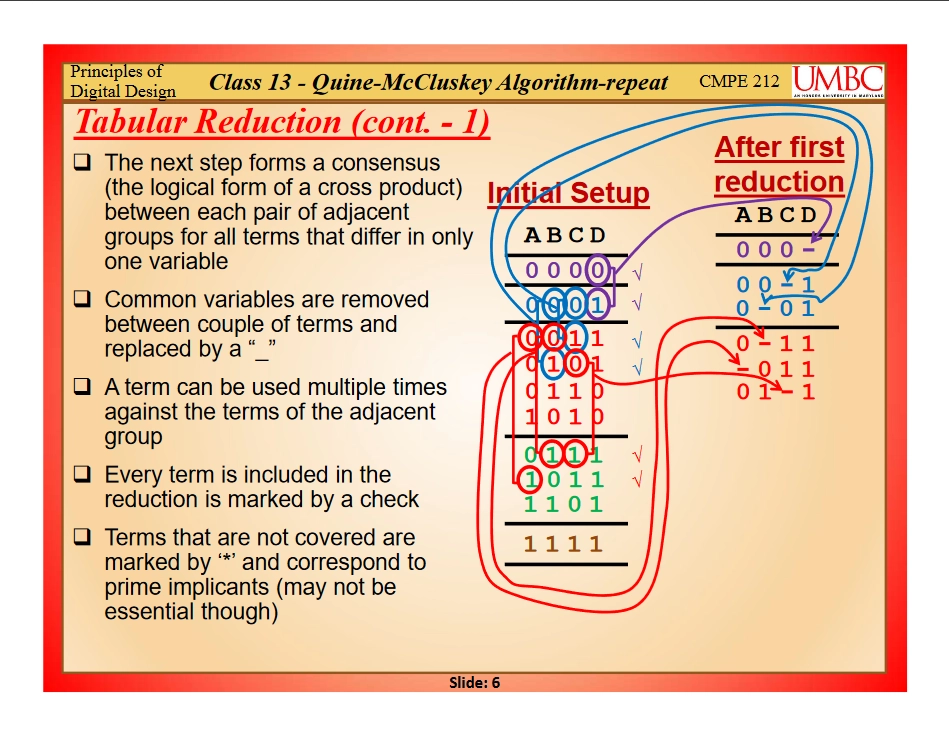 Principles of
Digital Design
Class 13 - Quine-McCluskey Algorithm-repeat
CMPE 212
UMBC
AN HONORS UNIVERSITY IN MARYLAND
Tabular Reduction (cont. - 1)
❑ The next step forms a consensus
(the logical form of a cross product)
between each pair of adjacent
groups for all terms that differ in only
one variable
❑ Common variables are removed
between couple of terms and
replaced by a “_”
❑ A term can be used multiple times
against the terms of the adjacent
group
❑ Every term is included in the
reduction is marked by a check
❑ Terms that are not covered are
marked by ‘*’ and correspond to
prime implicants (may not be
essential though)
Initial Setup
A B C D
0 0 0 0 √
0 0 0 1 √
0 0 1 1 √
0 1 0 1 √
0 1 1 0
1 0 1 0
0 1 1 1 √
1 0 1 1 √
1 1 0 1
1 1 1 1
After first
reduction
A B C D
0 0 0 –
0 0 – 1
0 – 0 1
0 – 1 1
– 0 1 1
0 1 – 1
Slide: 6